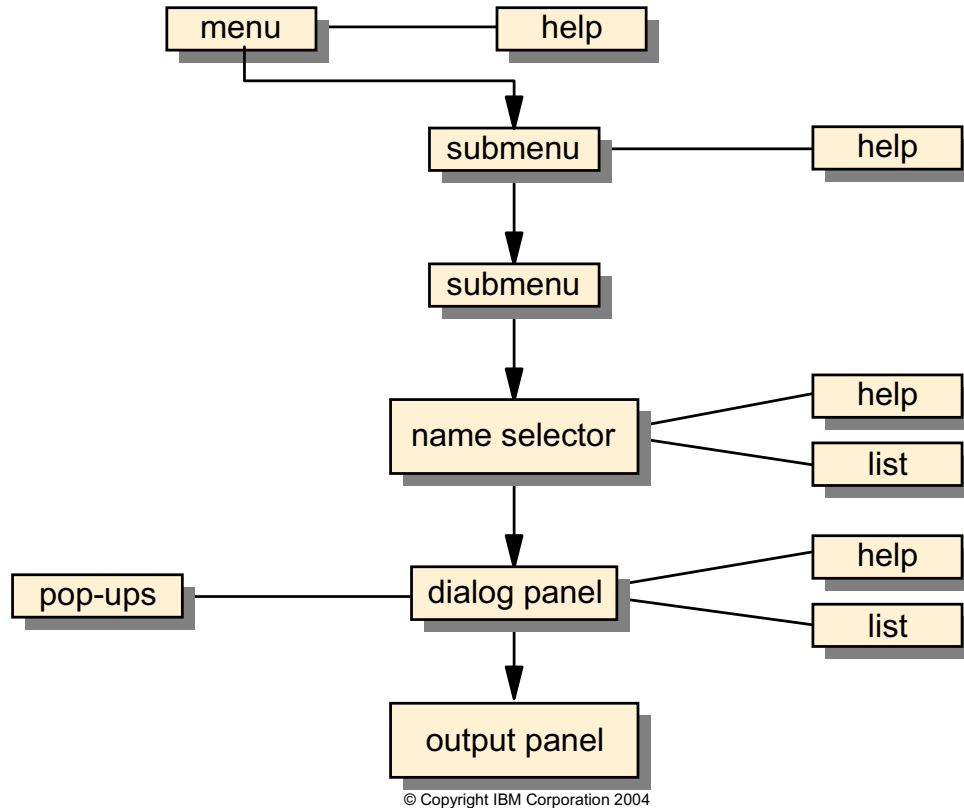 menu
help
submenu
help
submenu
name selector
help
list
pop-ups
dialog panel
help
list
output panel
© Copyright IBM Corporation 2004